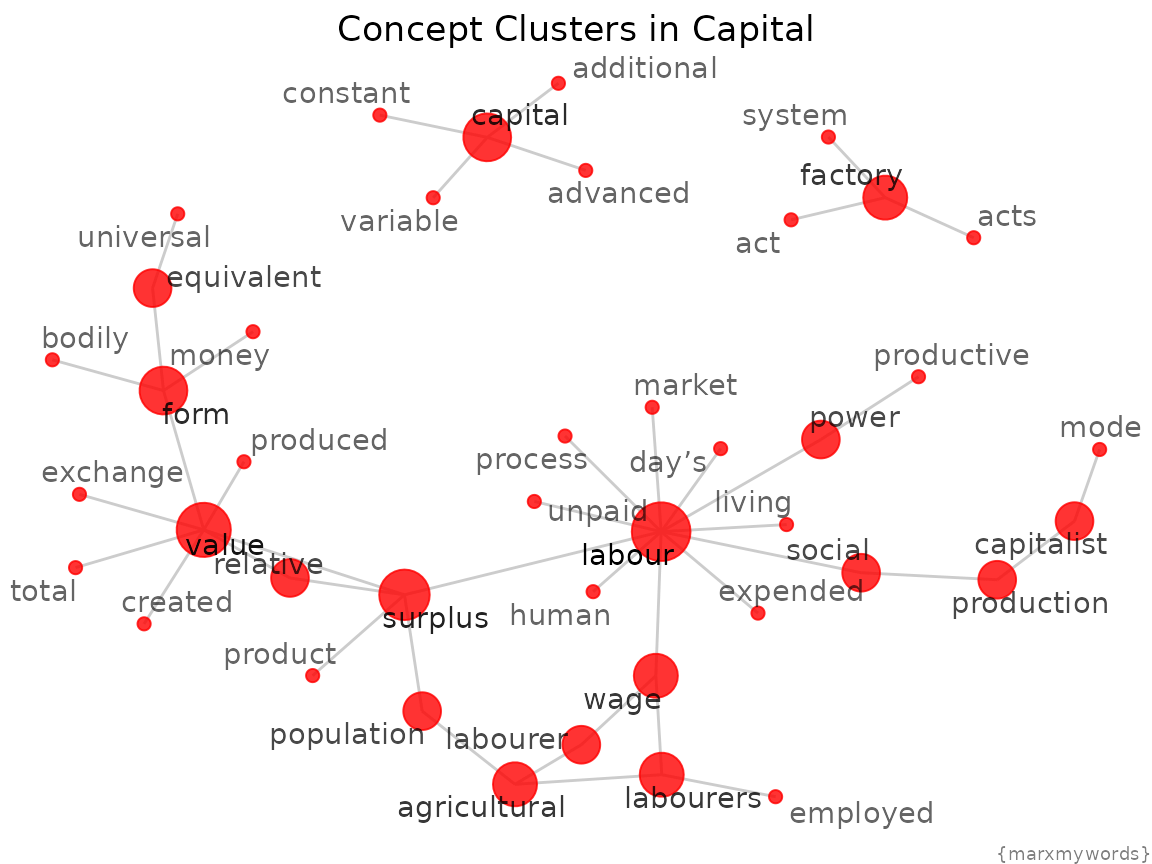 Concept Clusters in Capital
additional
constant
capital
system
factory
advanced
variable
acts
act
universal
equivalent
bodily
money
form
productive
market
power
mode
produced
exchange
process
day’s
living
unpaid
value
relative
labour
social
capitalist
total
created
human
expended
production
surplus
product
wage
population
labourer
agricultural
labourers
employed
{marxmywords}